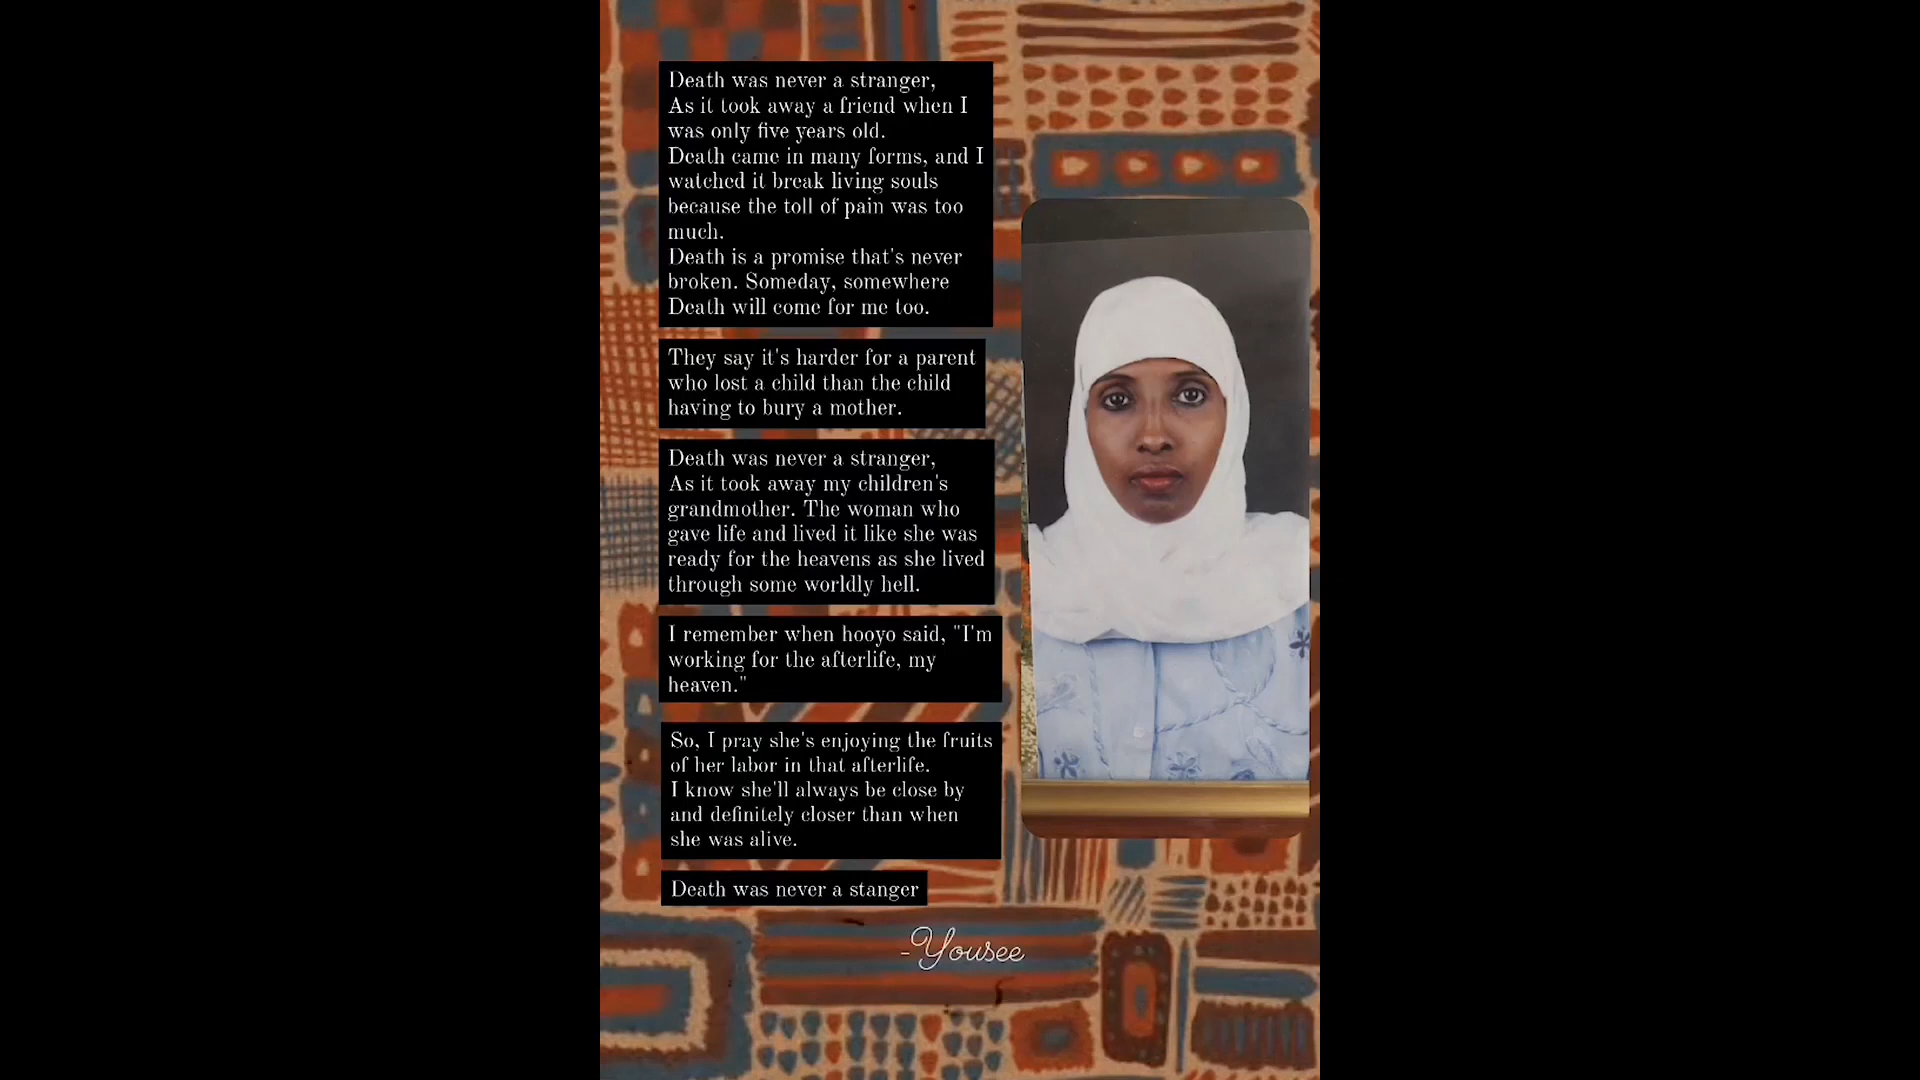 Death was never a stranger,
As it took away a friend when I
was only five years old.
Death came in many forms, and I
watched it break living souls
because the toll of pain was too
much.
Death is a promise that's never
broken. Someday, somewhere
Death will come for me too.
They say it's harder for a parent
who lost a child than the child
having to bury a mother.
Death was never a stranger,
As it took away my children's
grandmother. The woman who
gave life and lived it like she was
ready for the heavens as she lived
through some worldly hell.
I remember when hooyo said, "I'm
working for the afterlife, my
heaven."
So, I pray she's enjoying the fruits
of her labor in that afterlife.
I know she'll always be close by
and definitely closer than when
she was alive.
Death was never a stanger
-Yousee